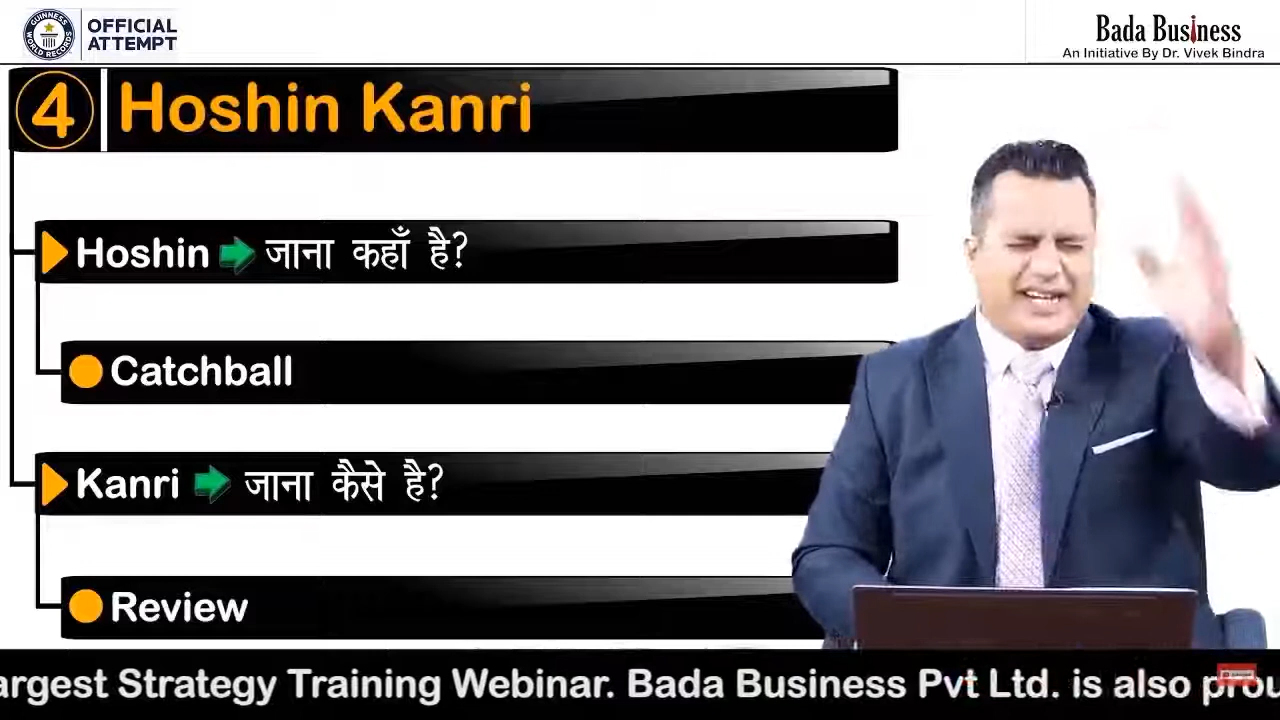 OFFICIAL
ATTEMPT
Bada Business
An Initiative By Dr. Vivek Bindra
4 Hoshin Kanri
Hoshin जाना कहाँ है?
Catchball
Kanri जाना कैसे है?
Review
argest Strategy Training Webinar. Bada Business Pvt Ltd. is also prou